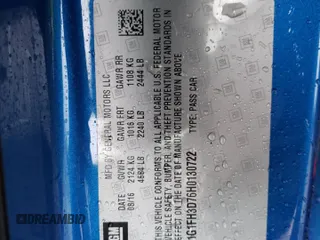 MFD BY GENERAL MOTORS LLC
08/16 GVWR GAWR FRT GAWR RR
2124 KG 1016 KG 1108 KG
4684 LB 2240 LB 2444 LB
THIS VEHICLE CONFORMS TO ALL APPLICABLE U.S. FEDERAL MOTOR
VEHICLE SAFETY, BUMPER, AND THEFT PREVENTION STANDARDS IN
EFFECT ON THE DATE OF MANUFACTURE SHOWN ABOVE.
1G1FH3D76H0130722 TYPE: PASS CAR
GM